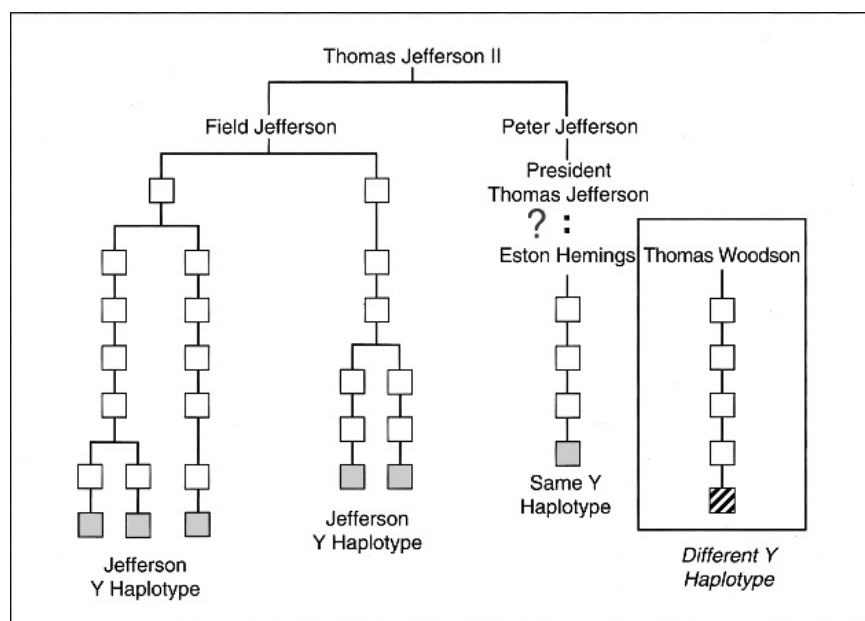 Thomas Jefferson II
Field Jefferson
Peter Jefferson
President
Thomas Jefferson
? :
Eston Hemings
Thomas Woodson
Same Y
Haplotype
Jefferson
Y Haplotype
Jefferson
Y Haplotype
Different Y
Haplotype